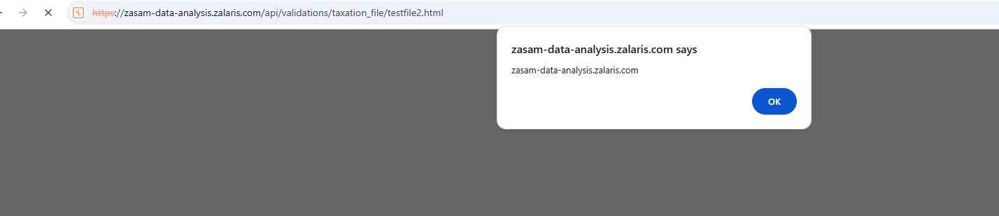 https://zasam-data-analysis.zalaris.com/api/validations/taxation_file/testfile2.html
zasam-data-analysis.zalaris.com says
zasam-data-analysis.zalaris.com
OK